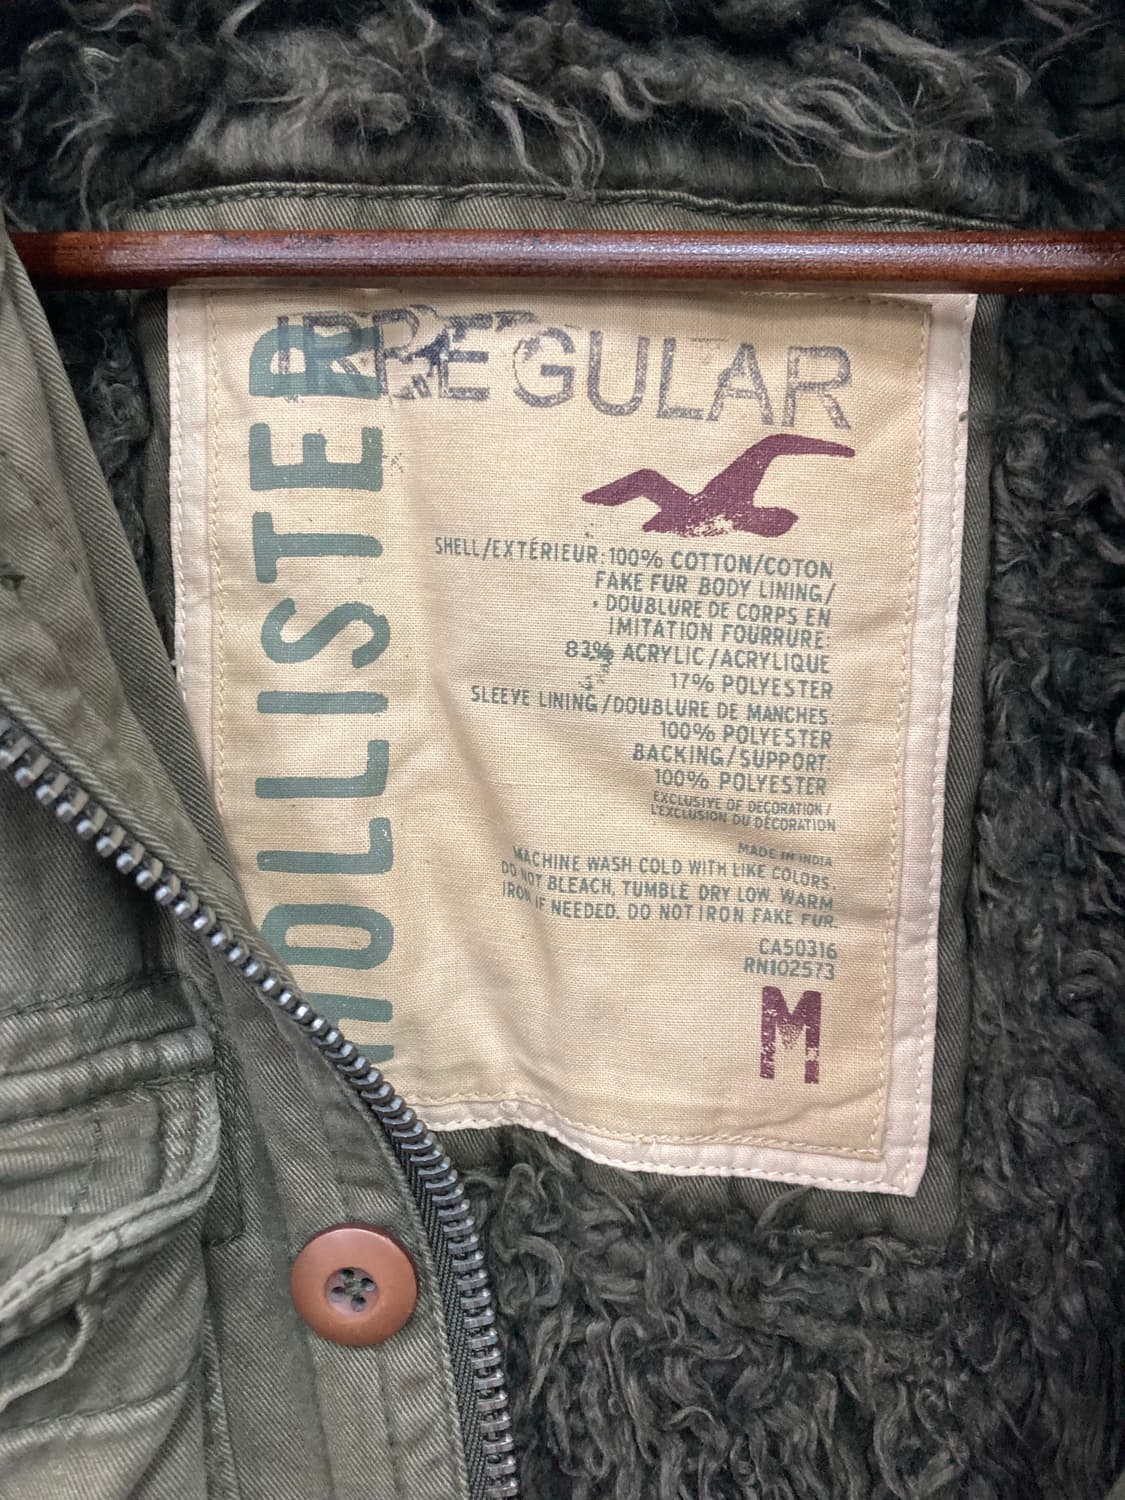 IRREGULAR
HOLLISTER
SHELL/EXTÉRIEUR: 100% COTTON/COTON
FAKE FUR BODY LINING/
DOUBLURE DE CORPS EN
IMITATION FOURRURE:
83% ACRYLIC/ACRYLIQUE
17% POLYESTER
SLEEVE LINING/DOUBLURE DE MANCHES:
100% POLYESTER
BACKING/SUPPORT:
100% POLYESTER
EXCLUSIVE OF DECORATION/
L'EXCLUSION DU DÉCORATION
MADE IN INDIA
MACHINE WASH COLD WITH LIKE COLORS.
DO NOT BLEACH, TUMBLE DRY LOW. WARM
IRON IF NEEDED. DO NOT IRON FAKE FUR.
CA50316
RN102573
M